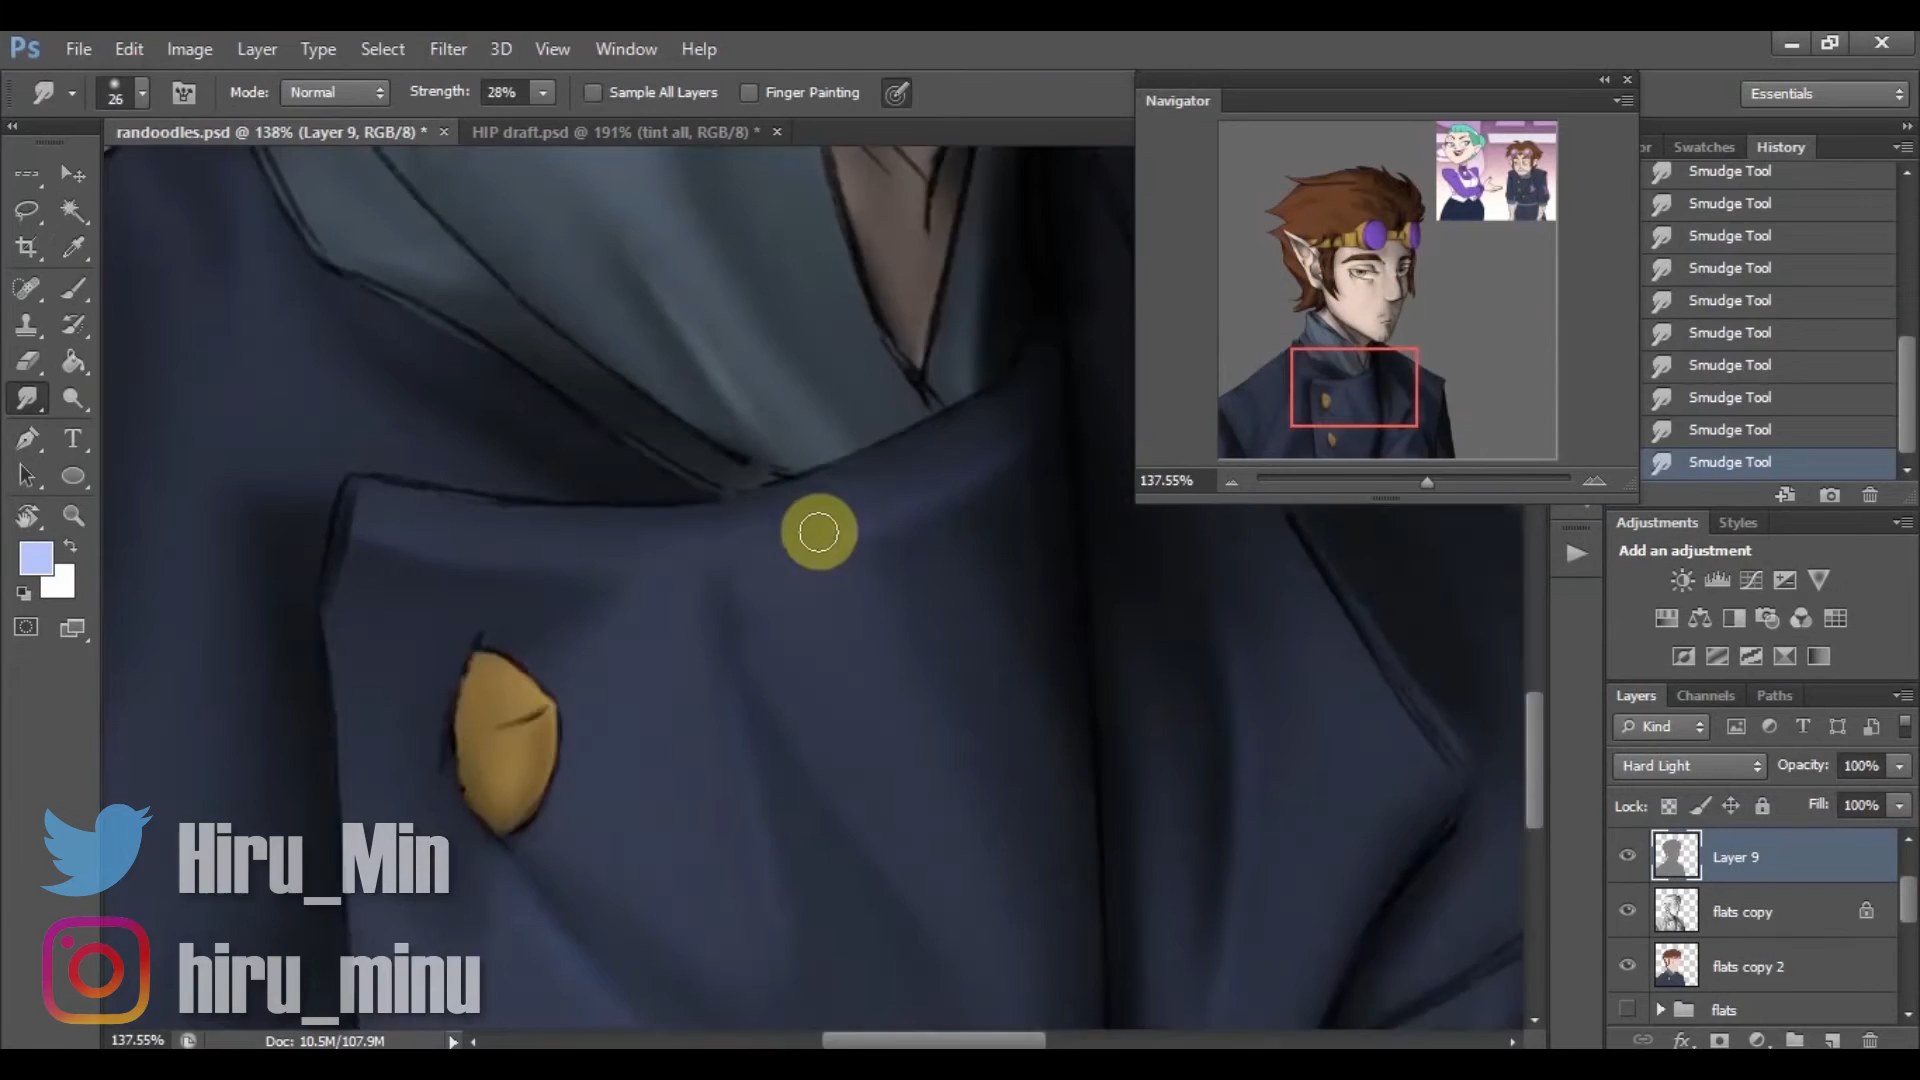 Ps File Edit Image Layer Type Select Filter 3D View Window Help
26 Mode: Normal Strength: 28% Sample All Layers Finger Painting Essentials
randoodles.psd @ 138% (Layer 9, RGB/8) * × HIP draft.psd @ 191% (tint all, RGB/8) * ×
Navigator
137.55%
or Swatches History
Smudge Tool
Smudge Tool
Smudge Tool
Smudge Tool
Smudge Tool
Smudge Tool
Smudge Tool
Smudge Tool
Smudge Tool
Smudge Tool
Adjustments Styles
Add an adjustment
Layers Channels Paths
Kind
Hard Light Opacity: 100%
Lock: Fill: 100%
Layer 9
flats copy
flats copy 2
flats
fx
T
Hiru_Min
hiru_minu
137.55% Doc: 10.5M/107.9M